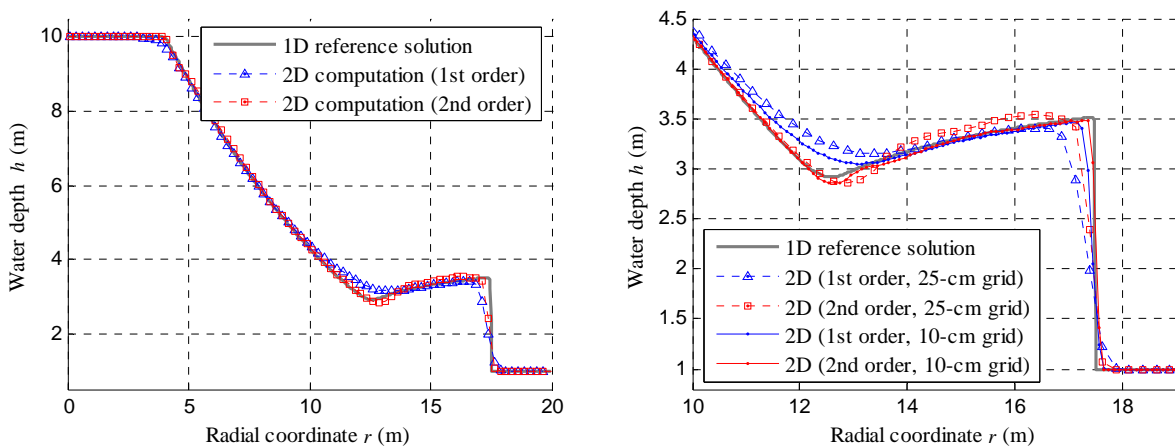 10
8
6
4
2
Water depth h (m)
1D reference solution
2D computation (1st order)
2D computation (2nd order)
0
5
10
15
20
Radial coordinate r (m)
4.5
4
3.5
3
2.5
2
1.5
1
Water depth h (m)
1D reference solution
2D (1st order, 25-cm grid)
2D (2nd order, 25-cm grid)
2D (1st order, 10-cm grid)
2D (2nd order, 10-cm grid)
10
12
14
16
18
Radial coordinate r (m)